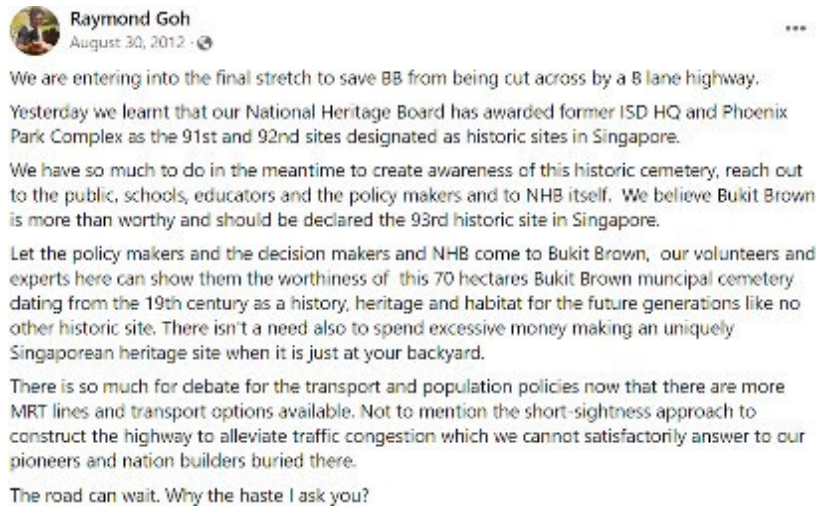 Raymond Goh
August 30, 2012 ·
We are entering into the final stretch to save BB from being cut across by a 8 lane highway.
Yesterday we learnt that our National Heritage Board has awarded former ISD HQ and Phoenix
Park Complex as the 91st and 92nd sites designated as historic sites in Singapore.
We have so much to do in the meantime to create awareness of this historic cemetery, reach out
to the public, schools, educators and the policy makers and to NHB itself. We believe Bukit Brown
is more than worthy and should be declared the 93rd historic site in Singapore.
Let the policy makers and the decision makers and NHB come to Bukit Brown, our volunteers and
experts here can show them the worthiness of this 70 hectares Bukit Brown muncipal cemetery
dating from the 19th century as a history, heritage and habitat for the future generations like no
other historic site. There isn't a need also to spend excessive money making an uniquely
Singaporean heritage site when it is just at your backyard.
There is so much for debate for the transport and population policies now that there are more
MRT lines and transport options available. Not to mention the short-sightness approach to
construct the highway to alleviate traffic congestion which we cannot satisfactorily answer to our
pioneers and nation builders buried there.
The road can wait. Why the haste I ask you?